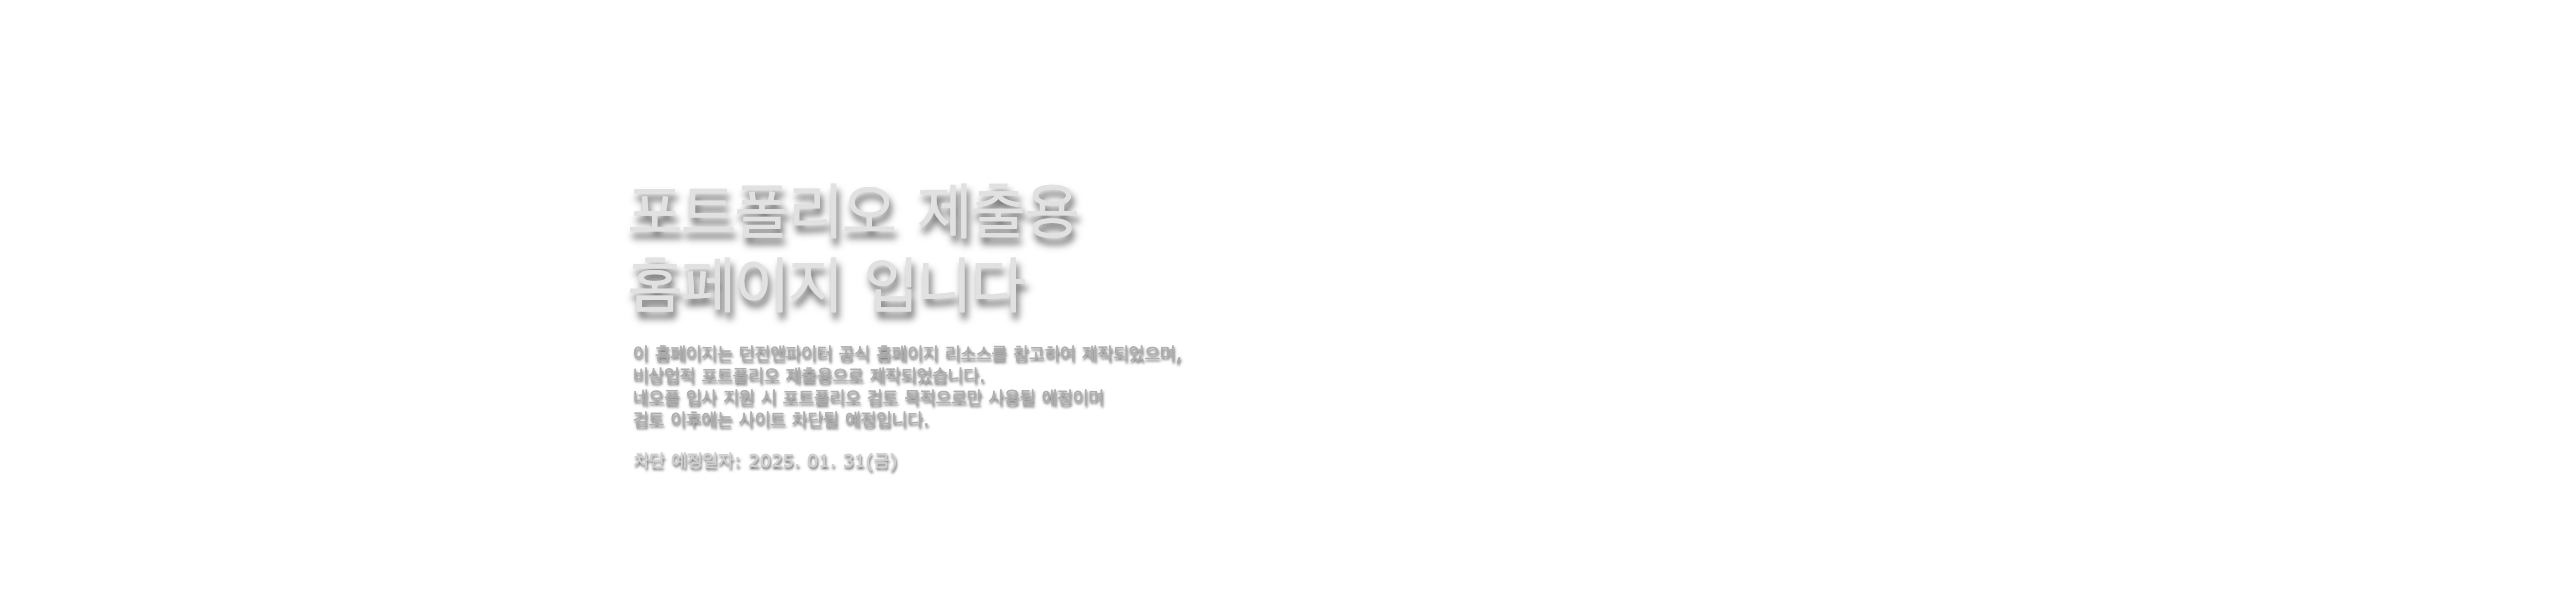 포트폴리오 제출용
홈페이지 입니다
이 홈페이지는 던전앤파이터 공식 홈페이지 리소스를 참고하여 제작되었으며,
비상업적 포트폴리오 제출용으로 제작되었습니다.
네오플 입사 지원 시 포트폴리오 검토 목적으로만 사용될 예정이며
검토 이후에는 사이트 차단될 예정입니다.
차단 예정일자: 2025. 01. 31(금)